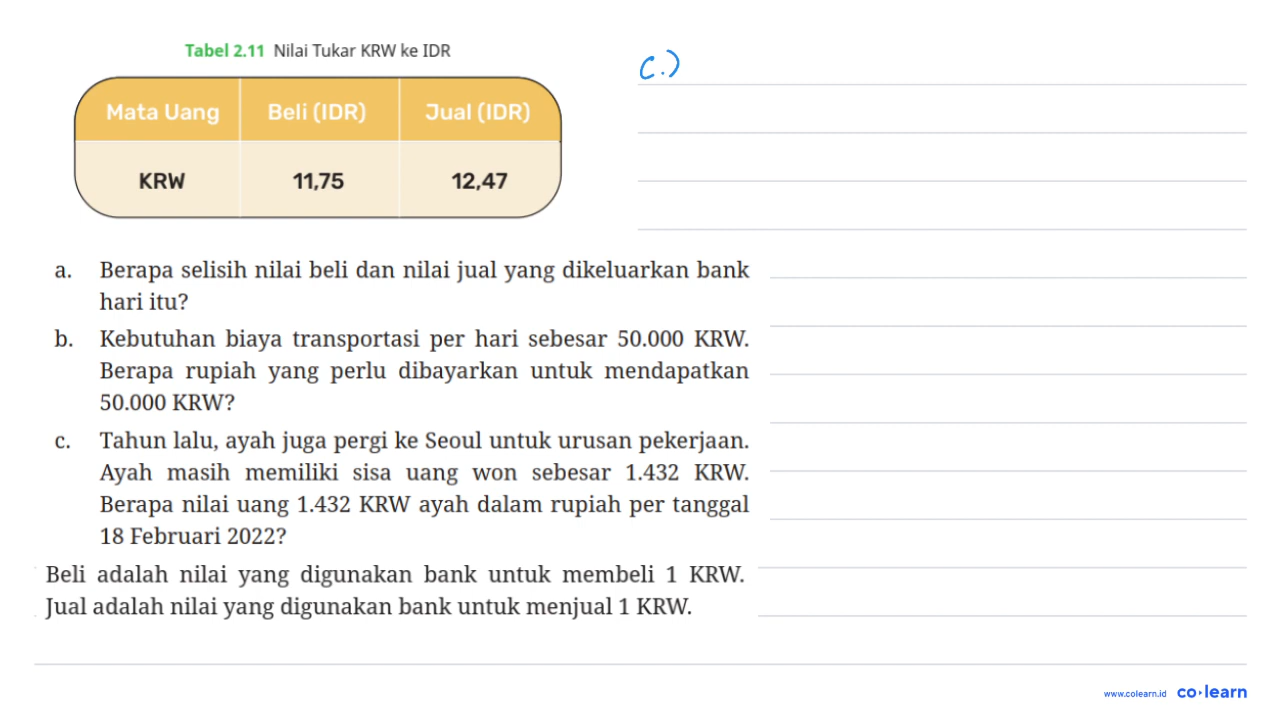 Tabel 2.11 Nilai Tukar KRW ke IDR
Mata Uang Beli (IDR) Jual (IDR)
KRW 11,75 12,47
a. Berapa selisih nilai beli dan nilai jual yang dikeluarkan bank
hari itu?
b. Kebutuhan biaya transportasi per hari sebesar 50.000 KRW.
Berapa rupiah yang perlu dibayarkan untuk mendapatkan
50.000 KRW?
c. Tahun lalu, ayah juga pergi ke Seoul untuk urusan pekerjaan.
Ayah masih memiliki sisa uang won sebesar 1.432 KRW.
Berapa nilai uang 1.432 KRW ayah dalam rupiah per tanggal
18 Februari 2022?
Beli adalah nilai yang digunakan bank untuk membeli 1 KRW.
Jual adalah nilai yang digunakan bank untuk menjual 1 KRW.
c.)
www.colearn.id co·learn